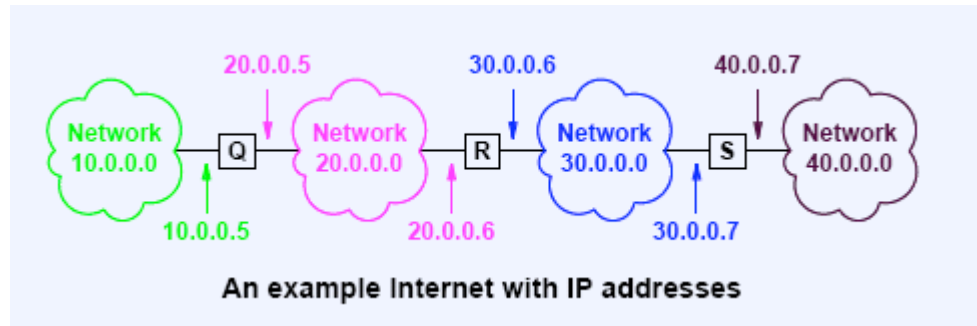 20.0.0.5
30.0.0.6
40.0.0.7
Network
10.0.0.0
Q
Network
20.0.0.0
R
Network
30.0.0.0
S
Network
40.0.0.0
10.0.0.5
20.0.0.6
30.0.0.7
An example Internet with IP addresses